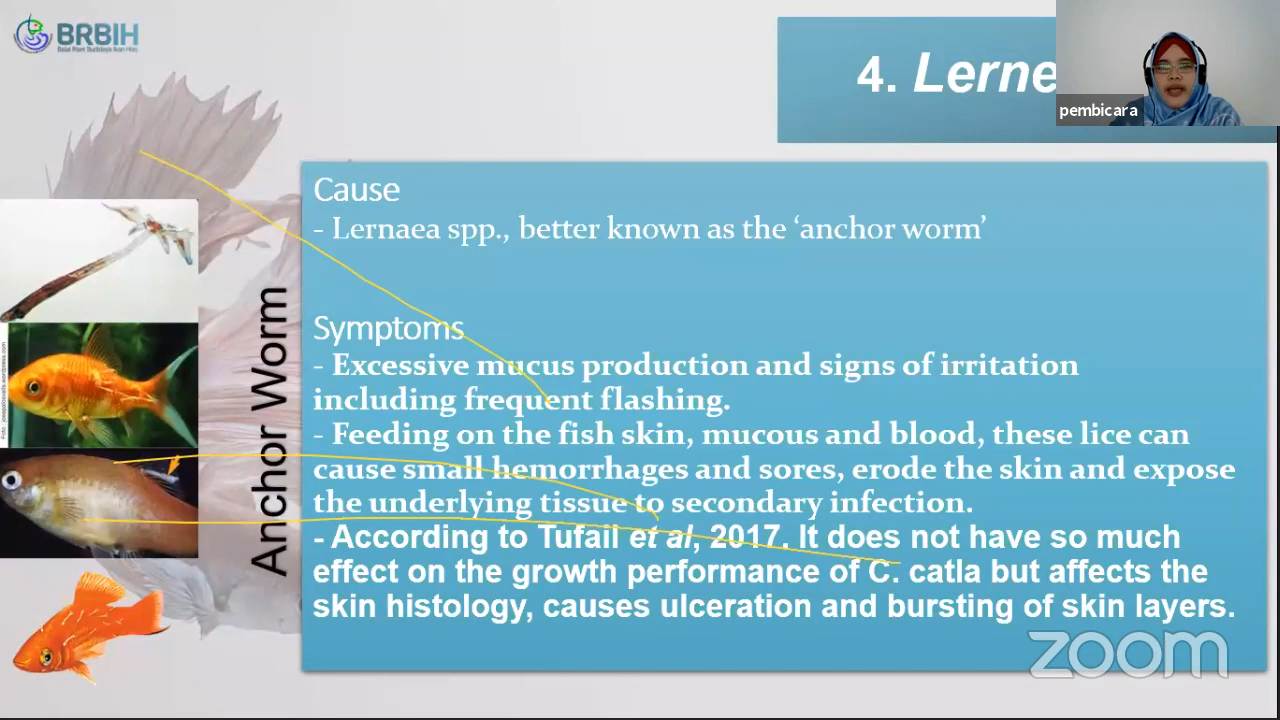 BRBIH
Balai Riset Budidaya Ikan Hias
4. Lerne
pembicara
Cause
- Lernaea spp., better known as the ‘anchor worm’
Symptoms
- Excessive mucus production and signs of irritation
including frequent flashing.
- Feeding on the fish skin, mucous and blood, these lice can
cause small hemorrhages and sores, erode the skin and expose
the underlying tissue to secondary infection.
- According to Tufail et al, 2017. It does not have so much
effect on the growth performance of C. catla but affects the
skin histology, causes ulceration and bursting of skin layers.
Anchor Worm
zoom